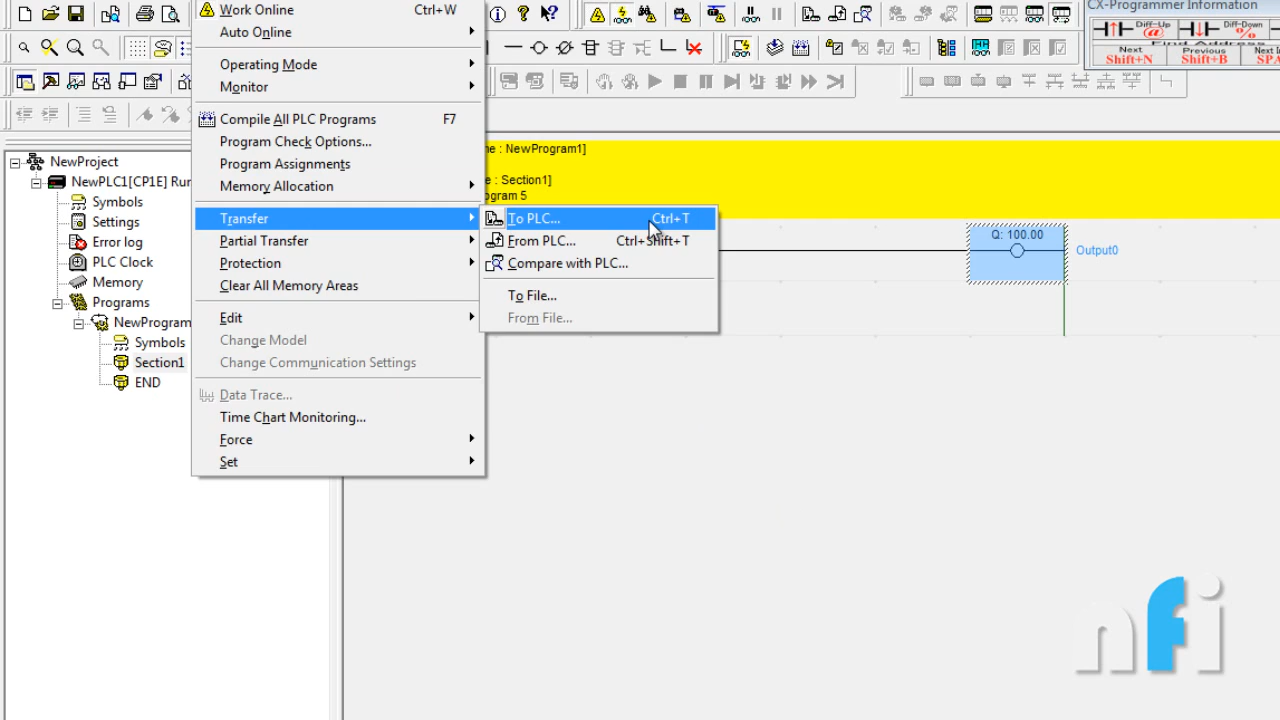 Work Online Ctrl+W
Auto Online
Operating Mode
Monitor
Compile All PLC Programs F7
Program Check Options...
Program Assignments
Memory Allocation
Transfer
Partial Transfer
Protection
Clear All Memory Areas
Edit
Change Model
Change Communication Settings
Data Trace...
Time Chart Monitoring...
Force
Set
To PLC... Ctrl+T
From PLC... Ctrl+Shift+T
Compare with PLC...
To File...
From File...
CX-Programmer Information
Diff-Up
@
Diff-Down
%
Find Address
Next
Shift+N
Previous
Shift+B
Next In
SPA
NewProject
NewPLC1[CP1E] Run
Symbols
Settings
Error log
PLC Clock
Memory
Programs
NewProgram
Symbols
Section1
END
me : NewProgram1]
e : Section1]
ogram 5
Q: 100.00
Output0
nfi